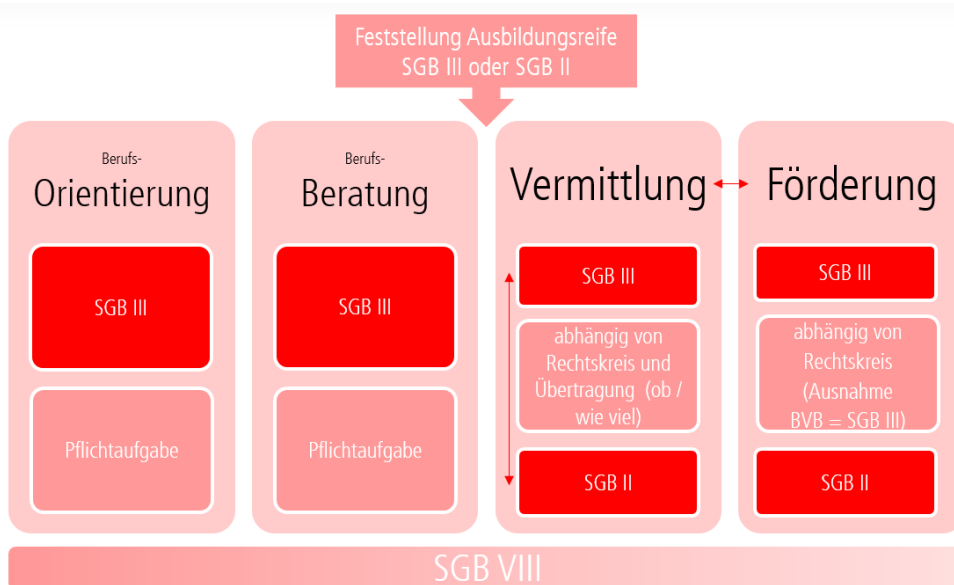 Feststellung Ausbildungsreife
SGB III oder SGB II
Berufs-
Orientierung
SGB III
Pflichtaufgabe
Berufs-
Beratung
SGB III
Pflichtaufgabe
Vermittlung
SGB III
abhängig von
Rechtskreis und
Übertragung (ob /
wie viel)
SGB II
Förderung
SGB III
abhängig von
Rechtskreis
(Ausnahme
BVB = SGB III)
SGB II
SGB VIII